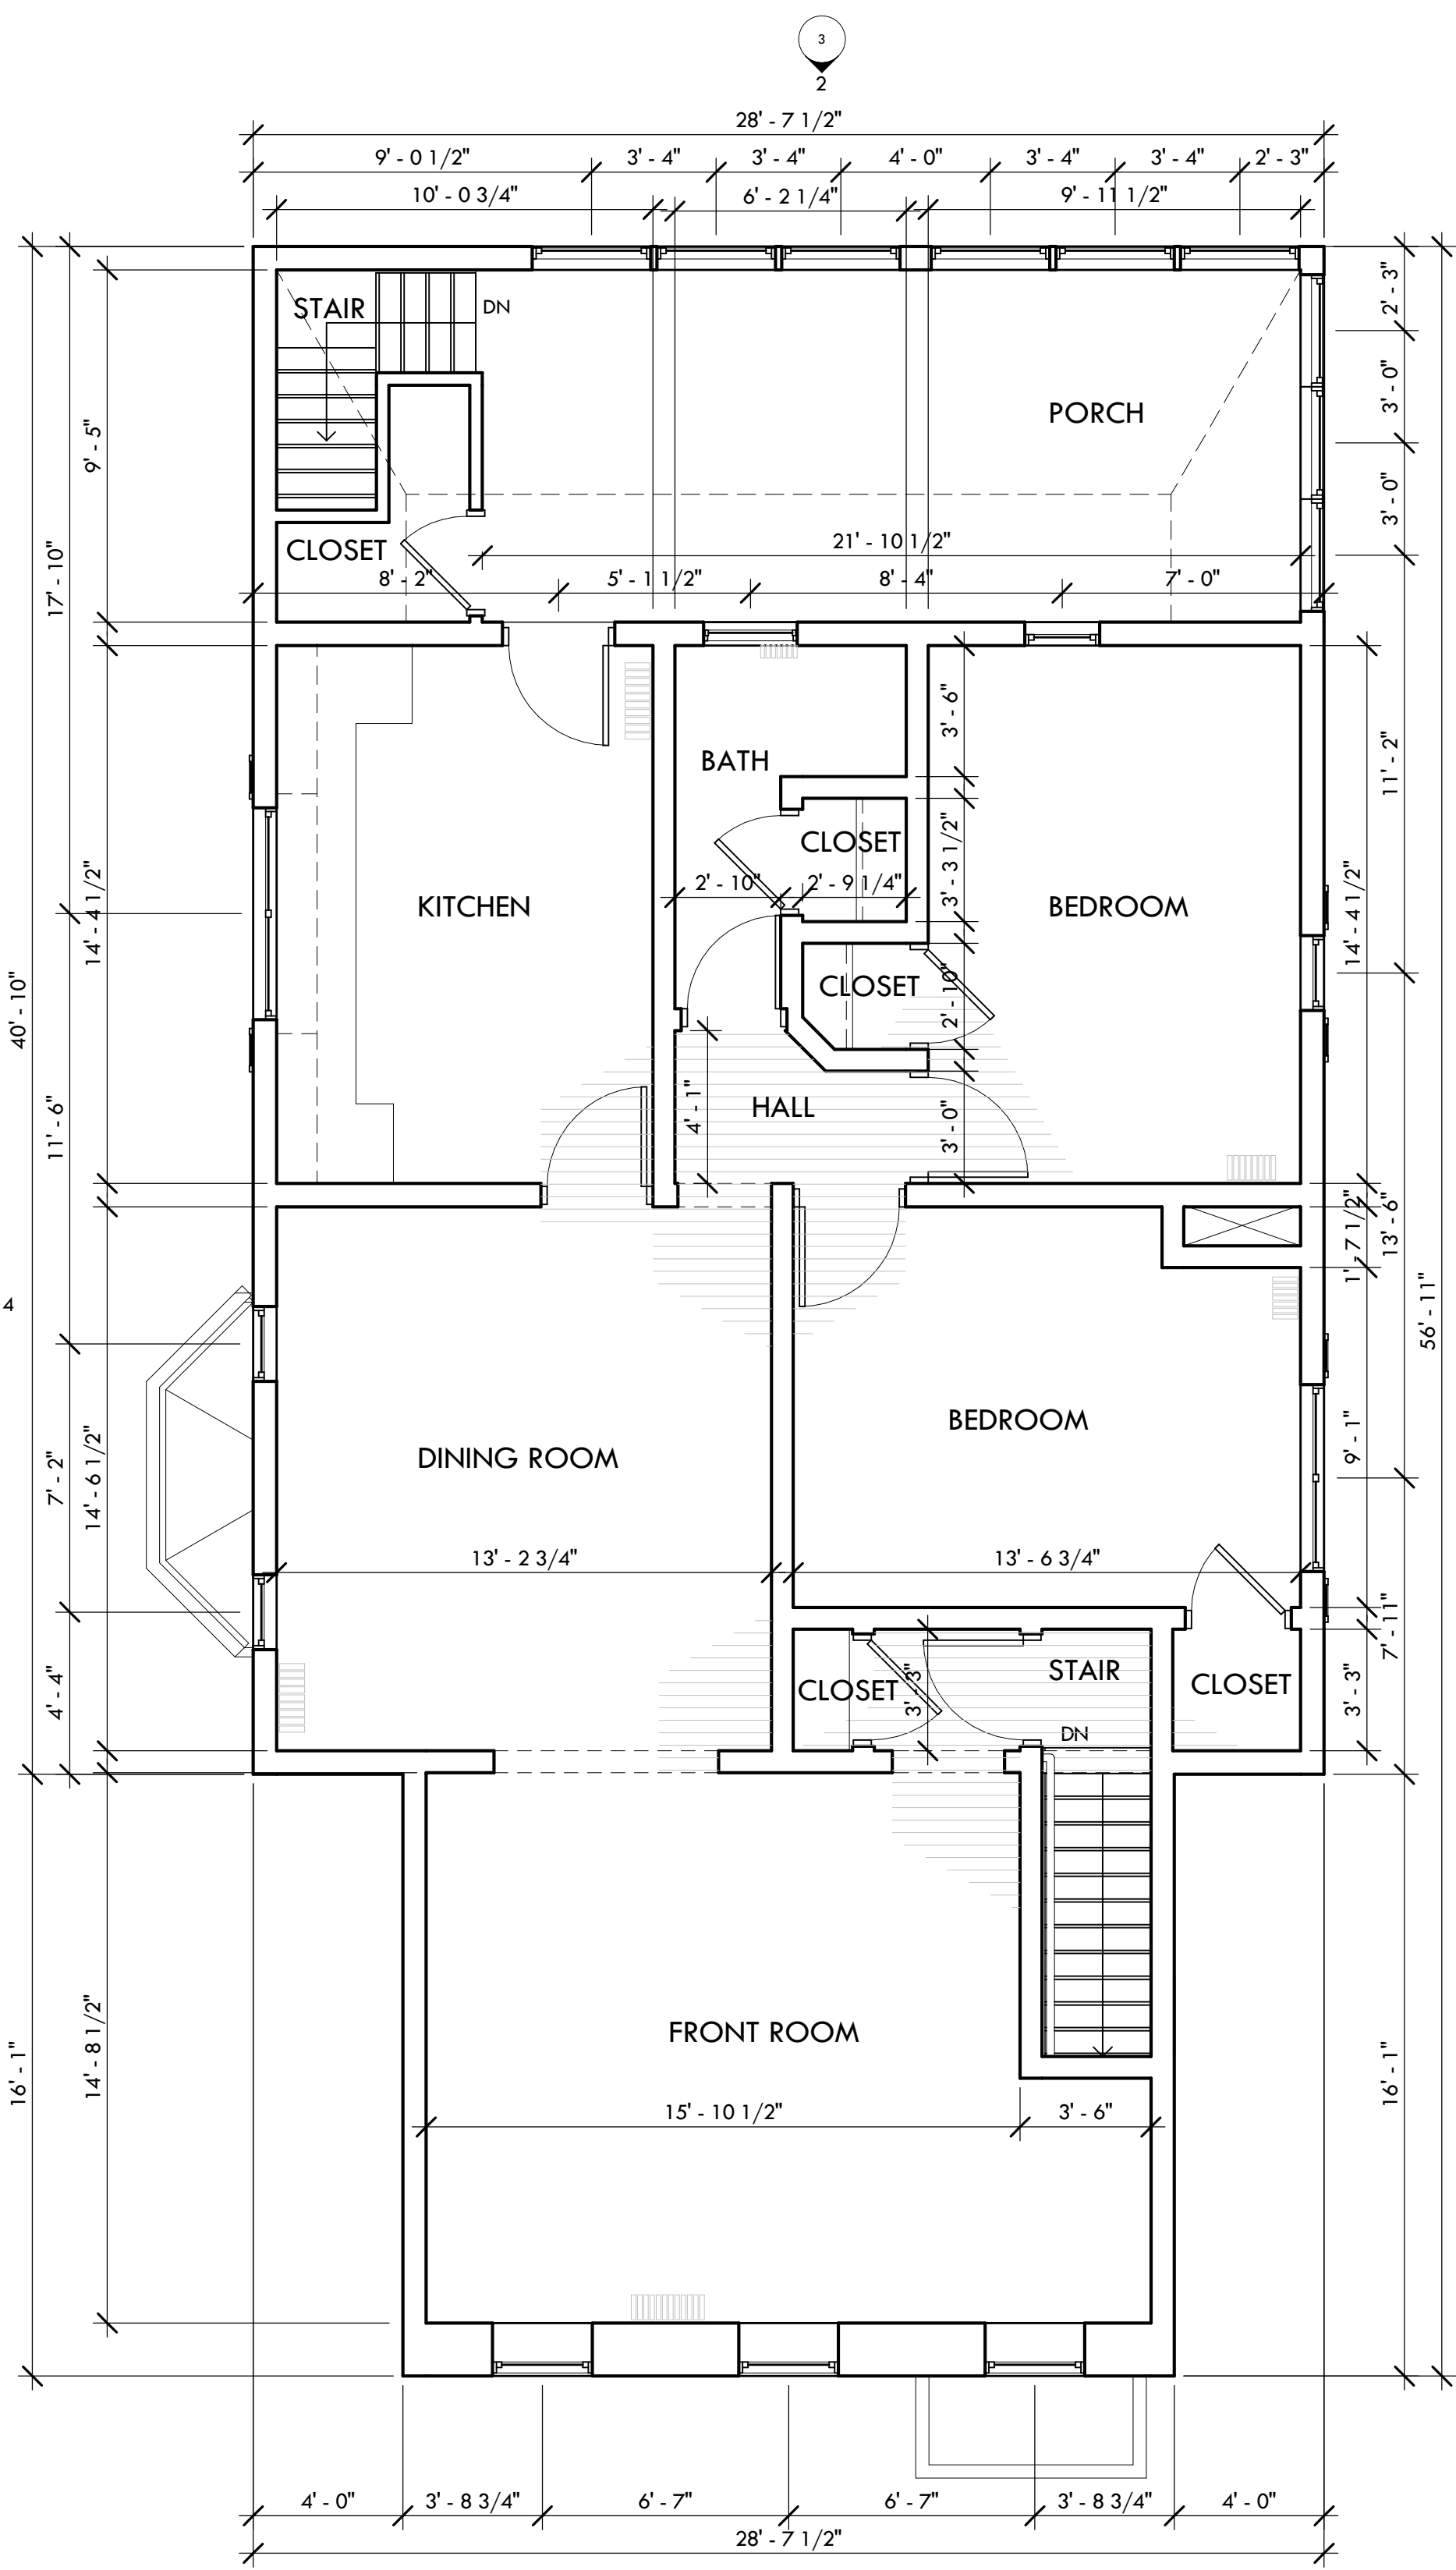 3
2
28' - 7 1/2"
9' - 0 1/2"
3' - 4"
3' - 4"
4' - 0"
3' - 4"
3' - 4"
2' - 3"
10' - 0 3/4"
6' - 2 1/4"
9' - 11 1/2"
STAIR
DN
2' - 3"
3' - 0"
PORCH
9' - 5"
3' - 0"
21' - 10 1/2"
CLOSET
17' - 10"
8' - 2"
5' - 1 1/2"
8' - 4"
7' - 0"
3' - 6"
11' - 2"
BATH
CLOSET
3' - 3 1/2"
2' - 10"
2' - 9 1/4"
KITCHEN
BEDROOM
14' - 4 1/2"
14' - 4 1/2"
CLOSET
2' - 10"
40' - 10"
11' - 6"
4' - 1"
HALL
3' - 0"
1' - 7 1/2"
13' - 6"
4
56' - 11"
BEDROOM
DINING ROOM
9' - 1"
7' - 2"
14' - 6 1/2"
13' - 2 3/4"
13' - 6 3/4"
7' - 11"
4' - 4"
CLOSET
3' - 3"
STAIR
CLOSET
3' - 3"
DN
FRONT ROOM
16' - 1"
14' - 8 1/2"
16' - 1"
15' - 10 1/2"
3' - 6"
4' - 0"
3' - 8 3/4"
6' - 7"
6' - 7"
3' - 8 3/4"
4' - 0"
28' - 7 1/2"